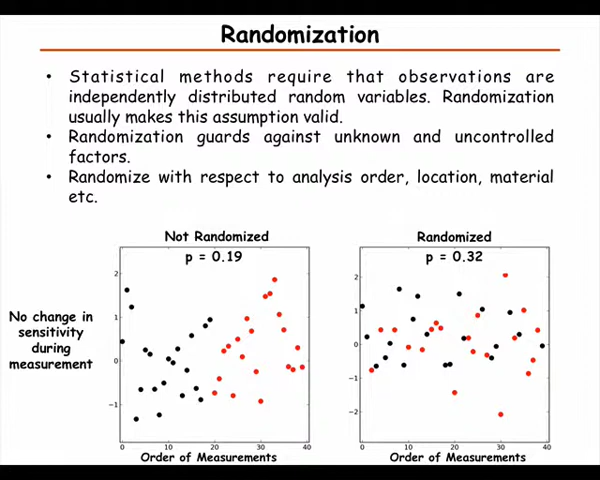 Randomization
• Statistical methods require that observations are
independently distributed random variables. Randomization
usually makes this assumption valid.
• Randomization guards against unknown and uncontrolled
factors.
• Randomize with respect to analysis order, location, material
etc.
Not Randomized
p = 0.19
Randomized
p = 0.32
No change in
sensitivity
during
measurement
2
1
0
−1
0
10
20
30
40
Order of Measurements
2
1
0
−1
−2
0
10
20
30
40
Order of Measurements